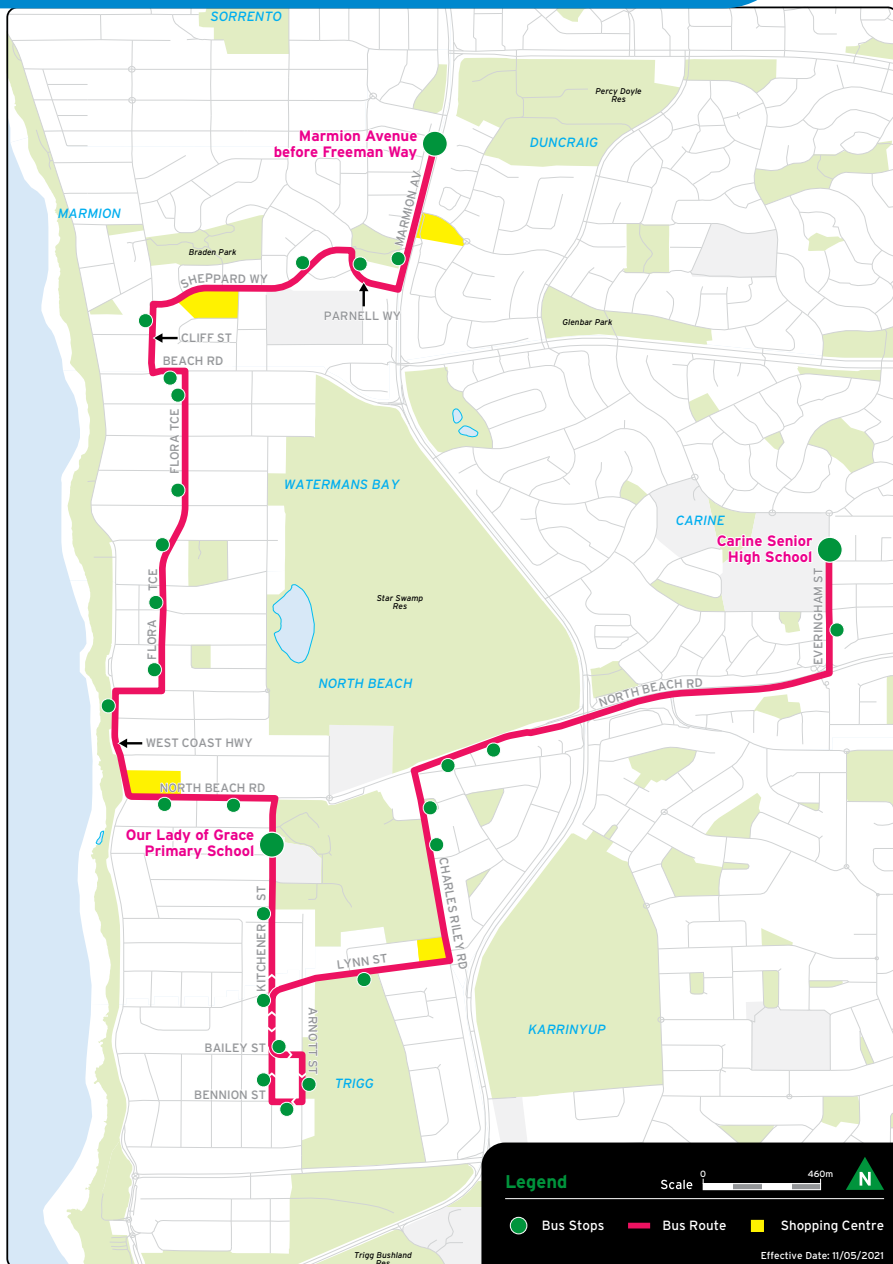 SORRENTO
Percy Doyle
Res
Marmion Avenue
before Freeman Way
DUNCRAIG
MARMION AV
MARMION
Braden Park
SHEPPARD WY
PARNELL WY
Glenbar Park
CLIFF ST
BEACH RD
FLORA TCE
WATERMANS BAY
CARINE
Carine Senior
High School
EVERINGHAM ST
FLORA TCE
Star Swamp
Res
NORTH BEACH
NORTH BEACH RD
WEST COAST HWY
NORTH BEACH RD
Our Lady of Grace
Primary School
CHARLES RILEY RD
KITCHENER ST
LYNN ST
ARNOTT ST
KARRINYUP
BAILEY ST
TRIGG
BENNION ST
Legend
Scale
0
460m
N
Bus Stops
Bus Route
Shopping Centre
Effective Date: 11/05/2021
Trigg Bushland
Res